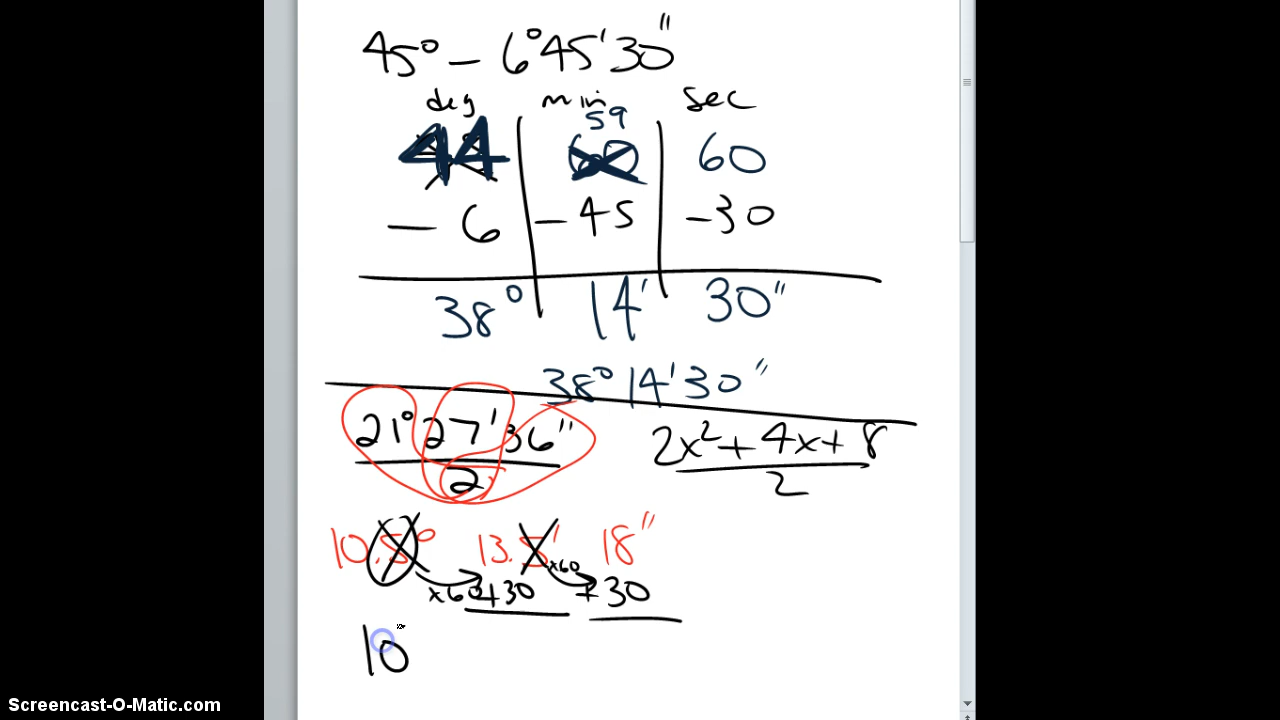 45° – 6°45'30"
deg min sec
59
44 60 60
– 6 – 45 – 30
38° 14' 30"
38° 14' 30"
21° 27' 36" 2x² + 4x + 8
2 2
10.5° 13.5' 18"
x60 +30 x60 +30
10
Screencast-O-Matic.com